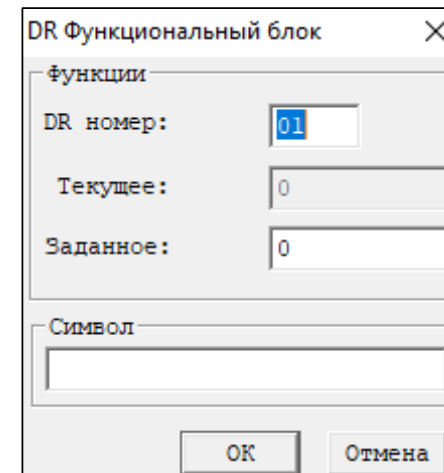 DR Функциональный блок
Функции
DR номер: 01
Текущее: 0
Заданное: 0
Символ
OK Отмена